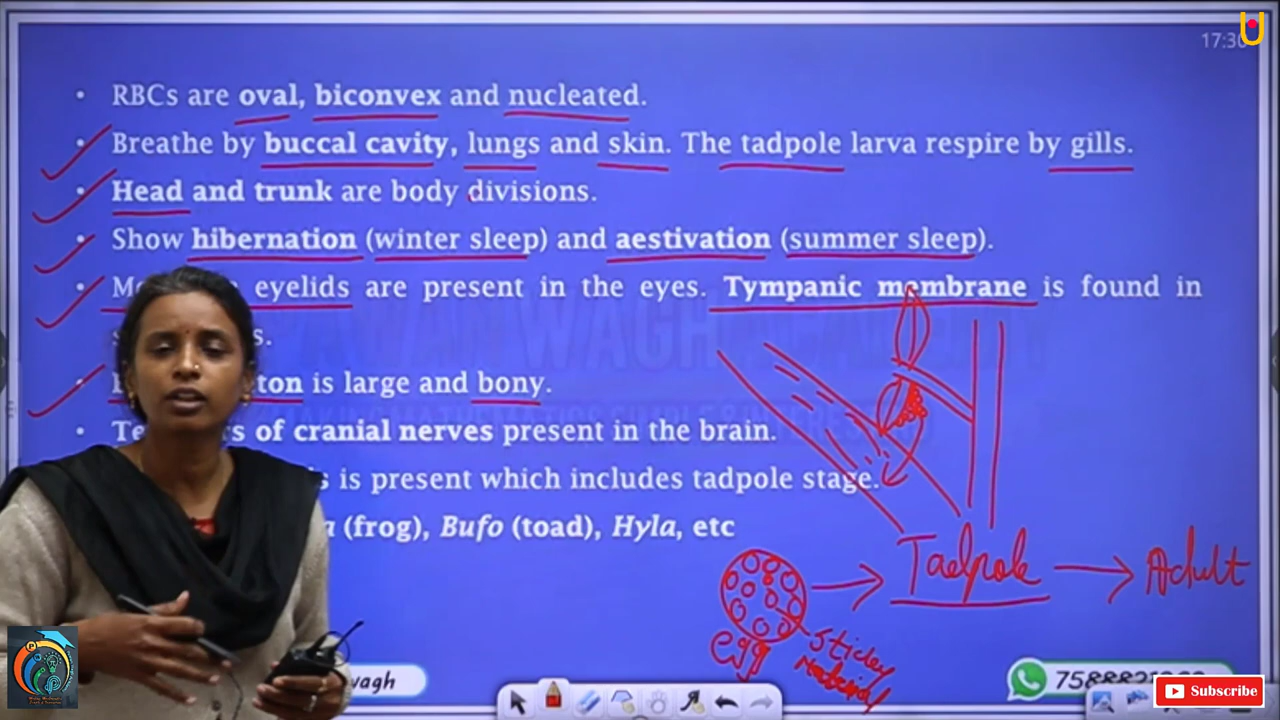 17:30
• RBCs are oval, biconvex and nucleated.
• Breathe by buccal cavity, lungs and skin. The tadpole larva respire by gills.
• Head and trunk are body divisions.
• Show hibernation (winter sleep) and aestivation (summer sleep).
• eyelids are present in the eyes. Tympanic membrane is found in
• is large and bony.
• of cranial nerves present in the brain.
is present which includes tadpole stage.
(frog), Bufo (toad), Hyla, etc
Tadpole → Adult
egg
Sticky
Subscribe